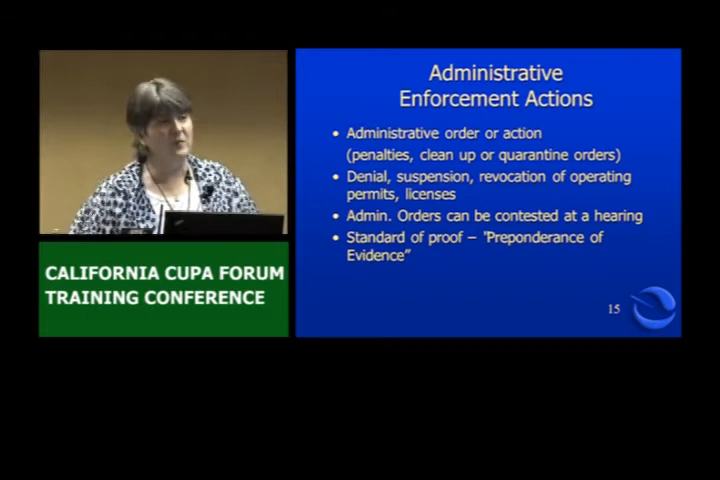 Administrative
Enforcement Actions
• Administrative order or action
(penalties, clean up or quarantine orders)
• Denial, suspension, revocation of operating
permits, licenses
• Admin. Orders can be contested at a hearing
• Standard of proof – "Preponderance of
Evidence"
15
CALIFORNIA CUPA FORUM
TRAINING CONFERENCE